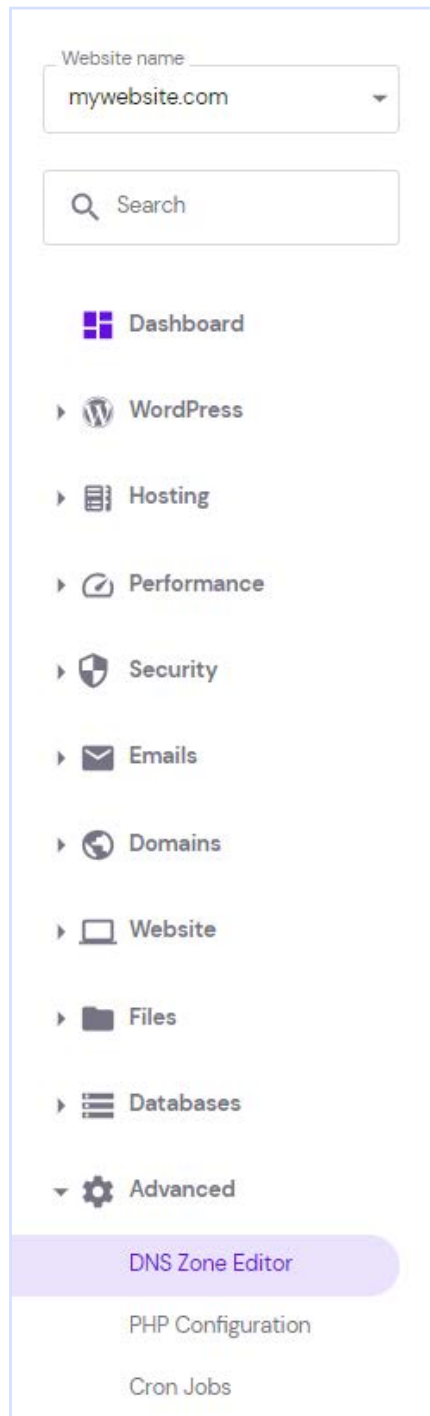 Website name
mywebsite.com
Search
Dashboard
WordPress
Hosting
Performance
Security
Emails
Domains
Website
Files
Databases
Advanced
DNS Zone Editor
PHP Configuration
Cron Jobs